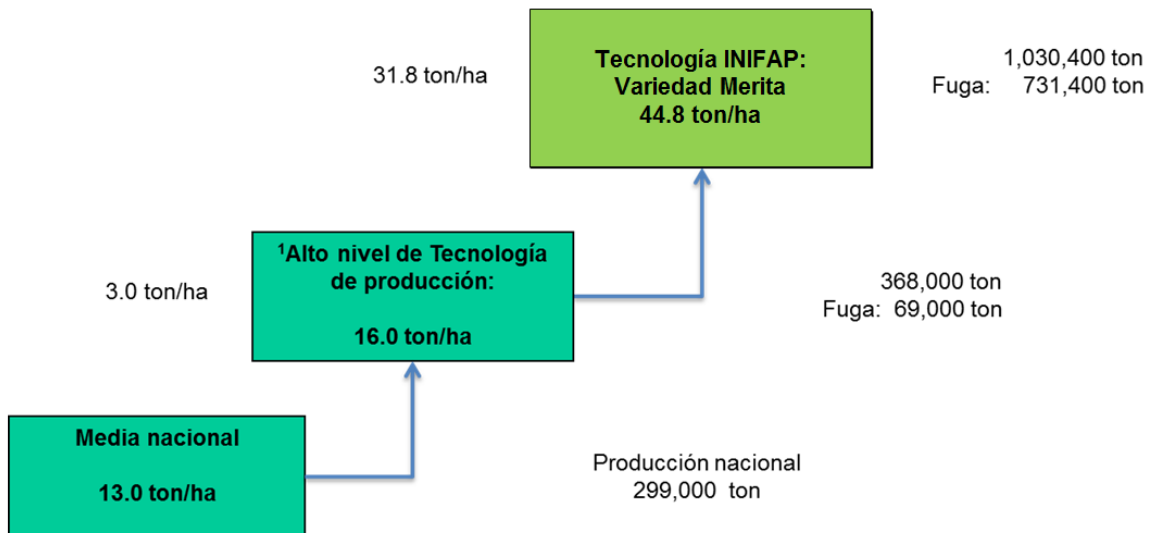 31.8 ton/ha
Tecnología INIFAP:
Variedad Merita
44.8 ton/ha
1,030,400 ton
Fuga: 731,400 ton
3.0 ton/ha
¹Alto nivel de Tecnología
de producción:
16.0 ton/ha
368,000 ton
Fuga: 69,000 ton
Media nacional
13.0 ton/ha
Producción nacional
299,000 ton